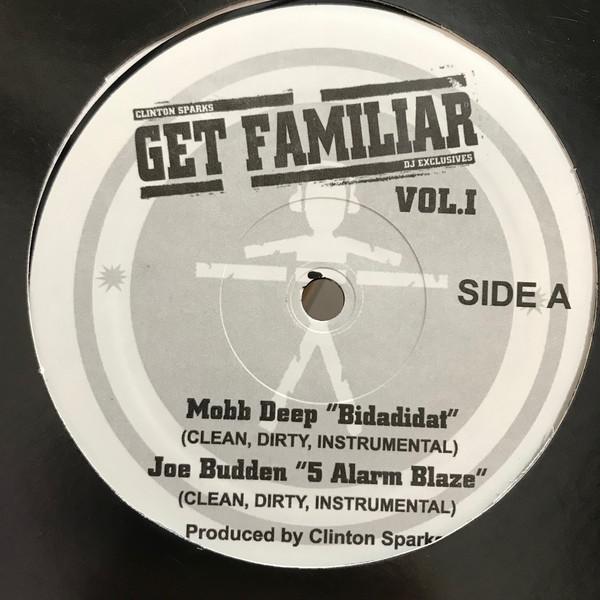 CLINTON SPARKS
GET FAMILIAR
DJ EXCLUSIVES
VOL.I
SIDE A
Mobb Deep "Bidadidat"
(CLEAN, DIRTY, INSTRUMENTAL)
Joe Budden "5 Alarm Blaze"
(CLEAN, DIRTY, INSTRUMENTAL)
Produced by Clinton Sparks